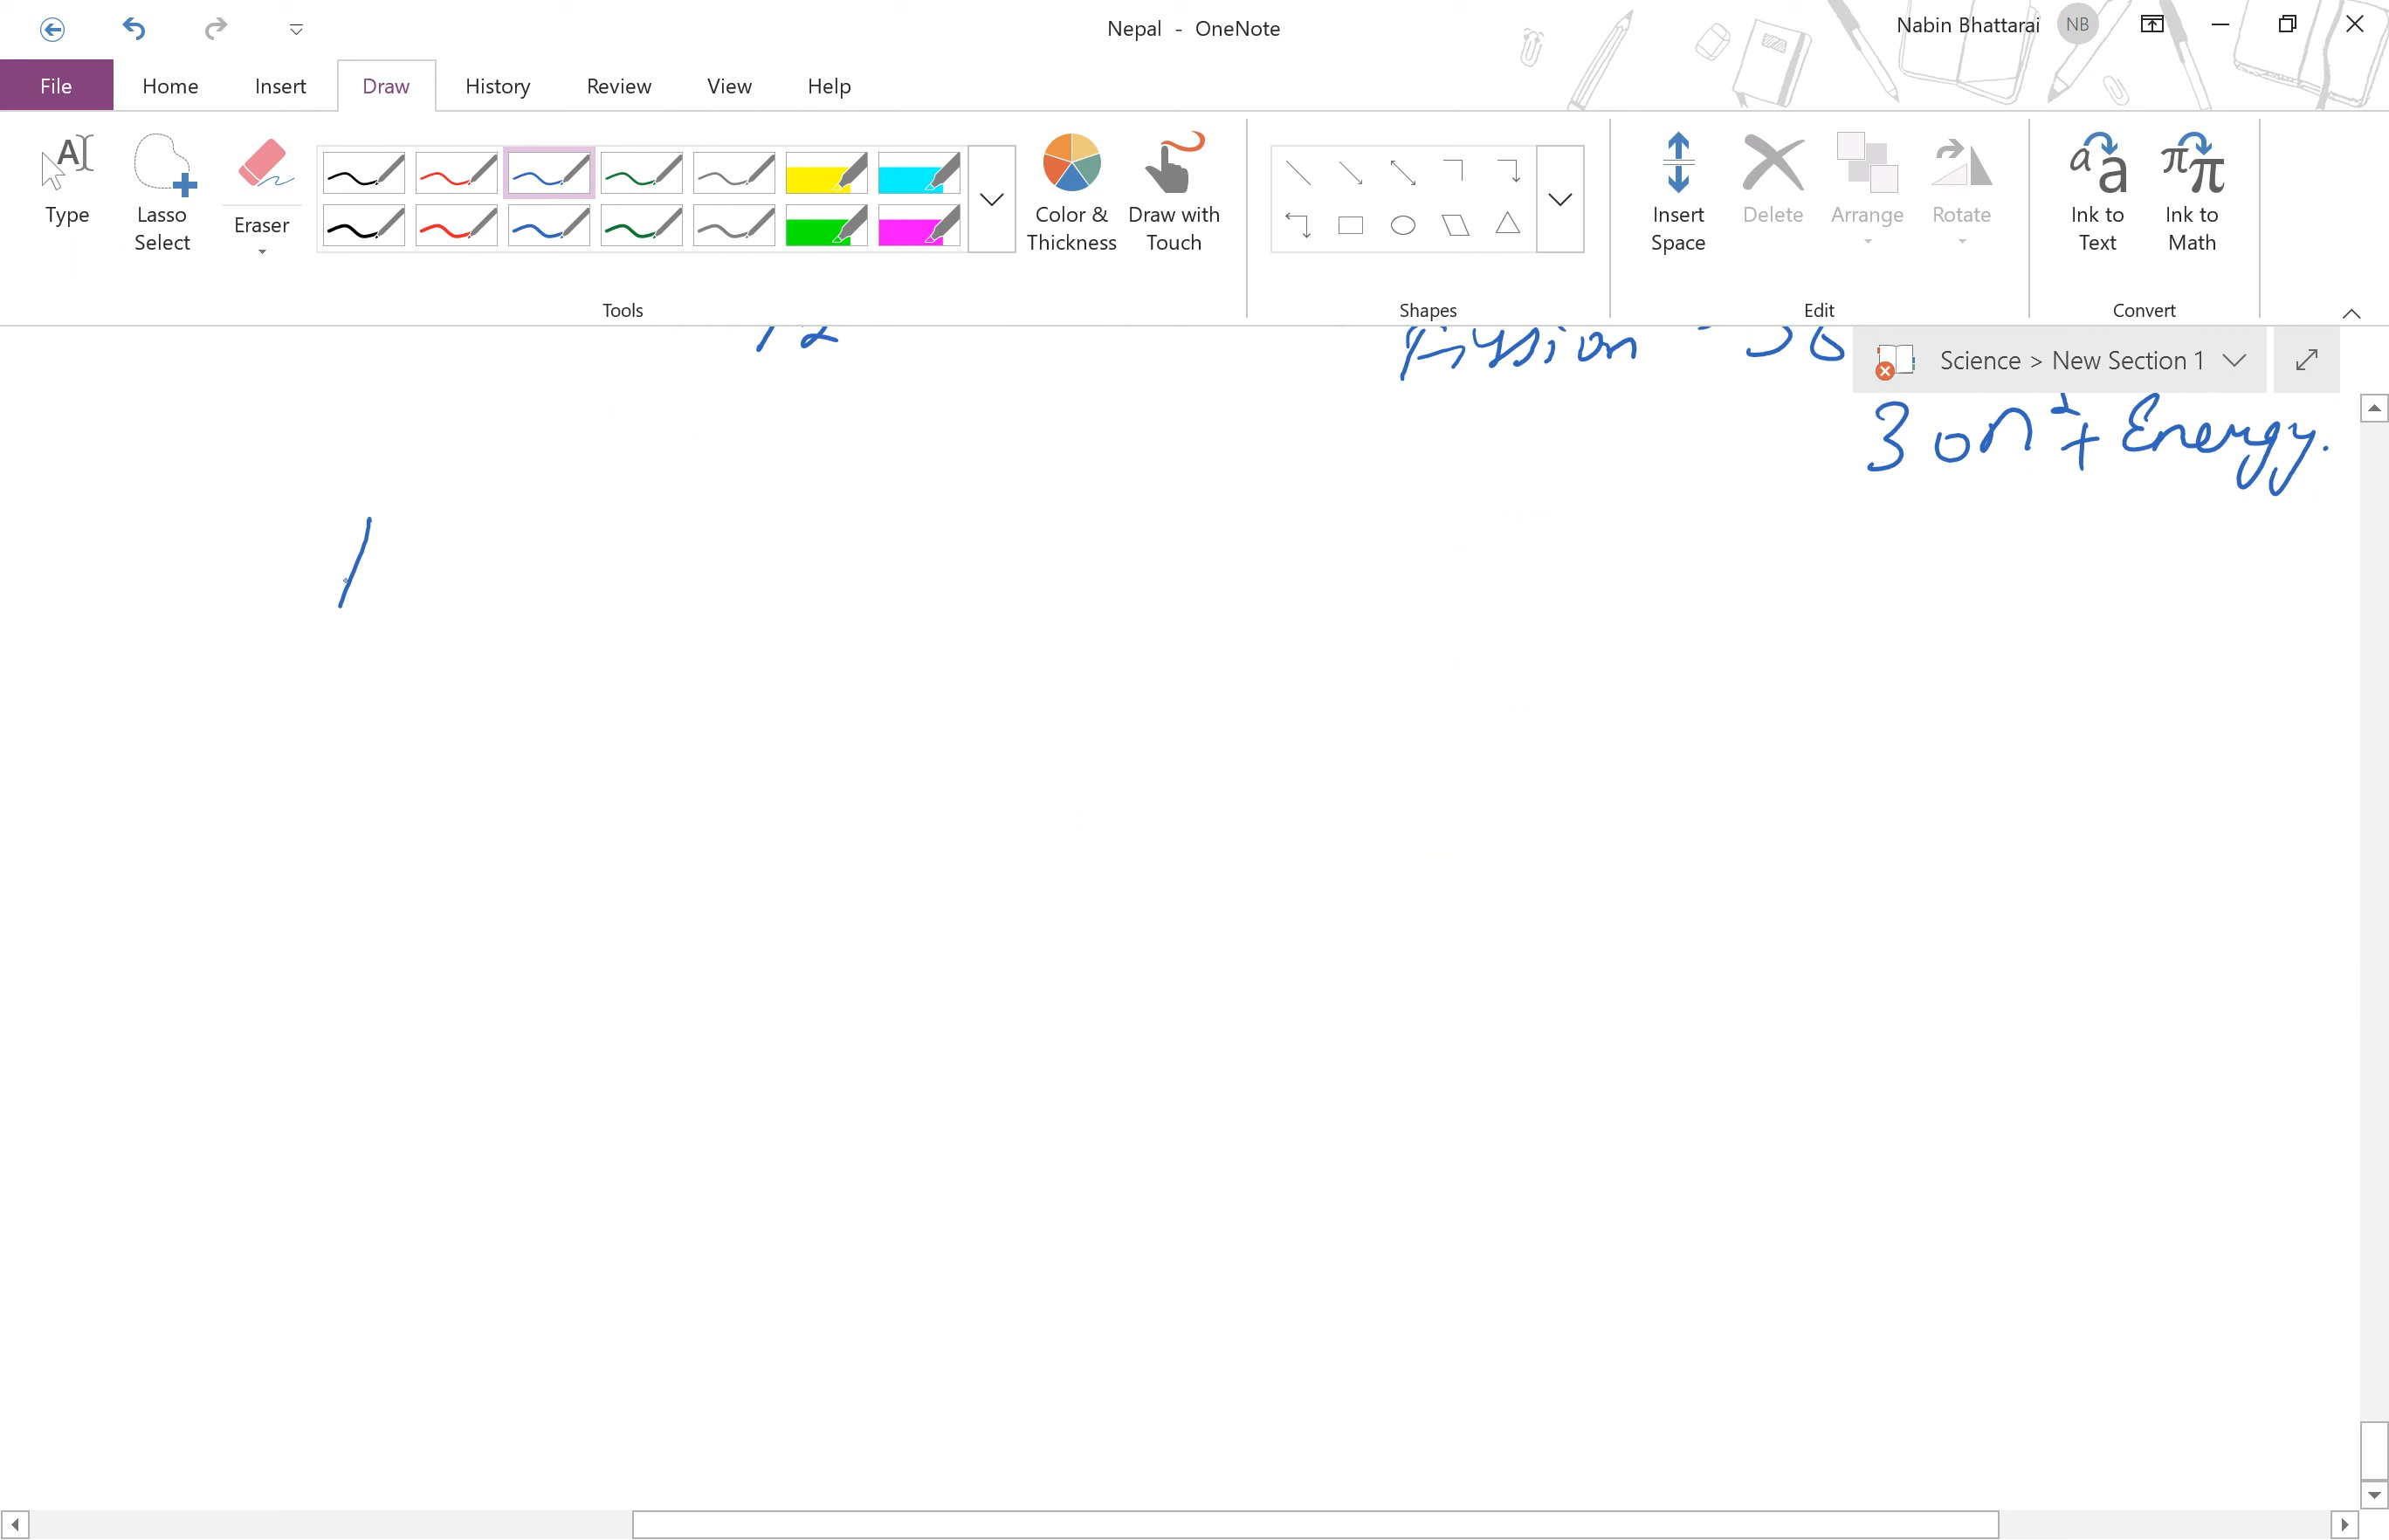 Nepal - OneNote
Nabin Bhattarai NB
File Home Insert Draw History Review View Help
Type
Lasso Select
Eraser
Color & Thickness
Draw with Touch
Insert Space
Delete
Arrange
Rotate
Ink to Text
Ink to Math
Tools
Shapes
Edit
Convert
Science > New Section 1
3 0n¹ + Energy.
1